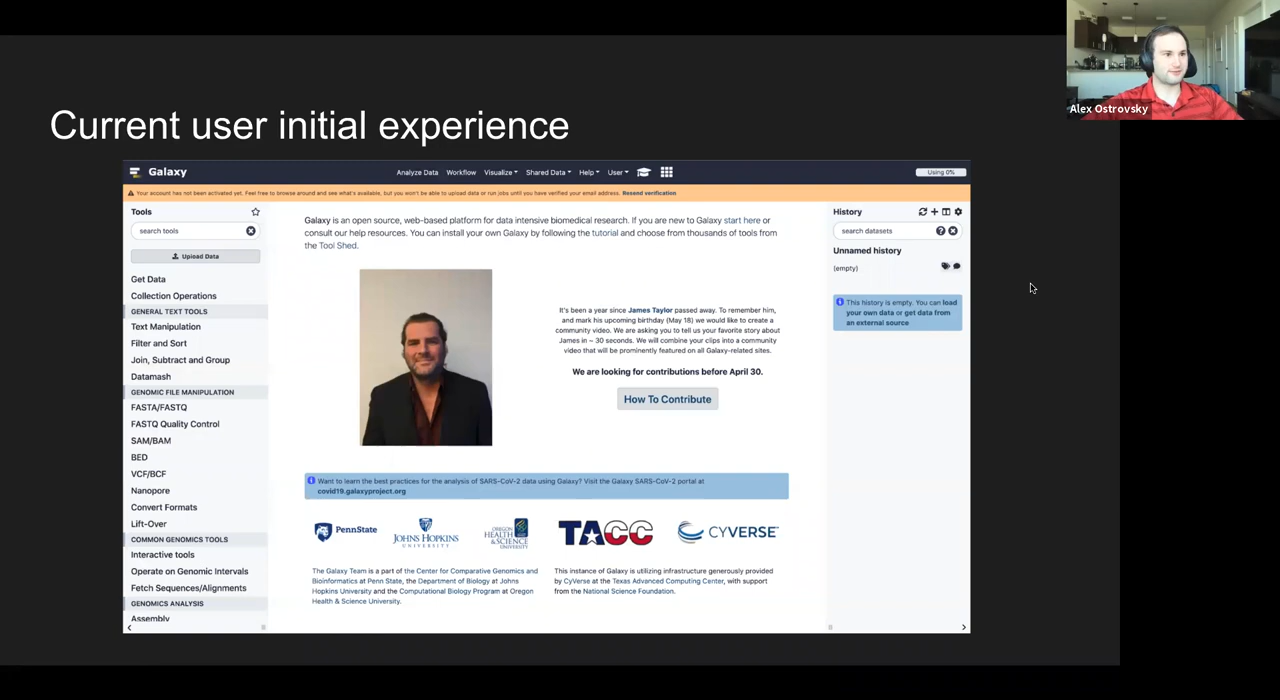 Alex Ostrovsky
Current user initial experience
Galaxy
Analyze Data Workflow Visualize Shared Data Help User
Using 0%
Your account has not been activated yet. Feel free to browse around and see what's available, but you won't be able to upload data or run jobs until you have verified your email address. Resend verification
Tools
search tools
Upload Data
Get Data
Collection Operations
GENERAL TEXT TOOLS
Text Manipulation
Filter and Sort
Join, Subtract and Group
Datamash
GENOMIC FILE MANIPULATION
FASTA/FASTQ
FASTQ Quality Control
SAM/BAM
BED
VCF/BCF
Nanopore
Convert Formats
Lift-Over
COMMON GENOMICS TOOLS
Interactive tools
Operate on Genomic Intervals
Fetch Sequences/Alignments
GENOMICS ANALYSIS
Assembly
Galaxy is an open source, web-based platform for data intensive biomedical research. If you are new to Galaxy start here or
consult our help resources. You can install your own Galaxy by following the tutorial and choose from thousands of tools from
the Tool Shed.
It's been a year since James Taylor passed away. To remember him,
and mark his upcoming birthday (May 18) we would like to create a
community video. We are asking you to tell us your favorite story about
James in ~ 30 seconds. We will combine your clips into a community
video that will be prominently featured on all Galaxy-related sites.
We are looking for contributions before April 30.
How To Contribute
Want to learn the best practices for the analysis of SARS-CoV-2 data using Galaxy? Visit the Galaxy SARS-CoV-2 portal at
covid19.galaxyproject.org
PennState
JOHNS HOPKINS
UNIVERSITY
OREGON
HEALTH
& SCIENCE
UNIVERSITY
TACC
CYVERSE
The Galaxy Team is a part of the Center for Comparative Genomics and
Bioinformatics at Penn State, the Department of Biology at Johns
Hopkins University and the Computational Biology Program at Oregon
Health & Science University.
This instance of Galaxy is utilizing infrastructure generously provided
by CyVerse at the Texas Advanced Computing Center, with support
from the National Science Foundation.
History
search datasets
Unnamed history
(empty)
This history is empty. You can load
your own data or get data from
an external source